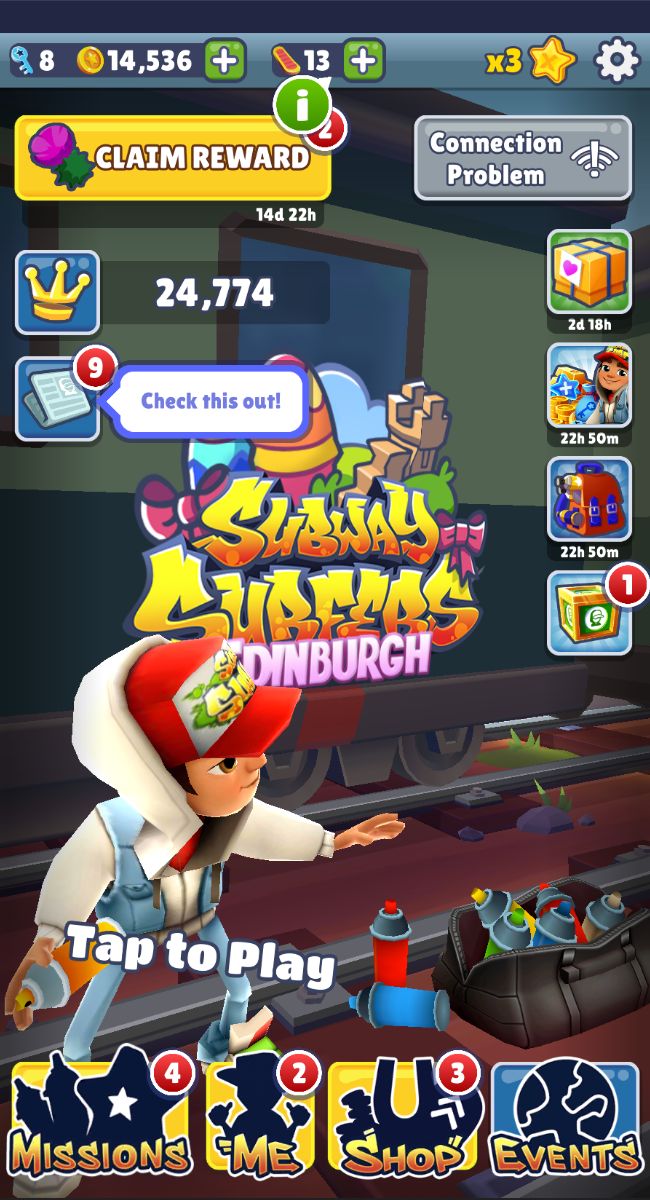 8
14,536
13
x3
i
2
CLAIM REWARD
Connection
Problem
14d 22h
24,774
2d 18h
9
Check this out!
22h 50m
22h 50m
1
SUBWAY
SURFERS
EDINBURGH
Tap to Play
4
2
3
MISSIONS
ME
SHOP
EVENTS